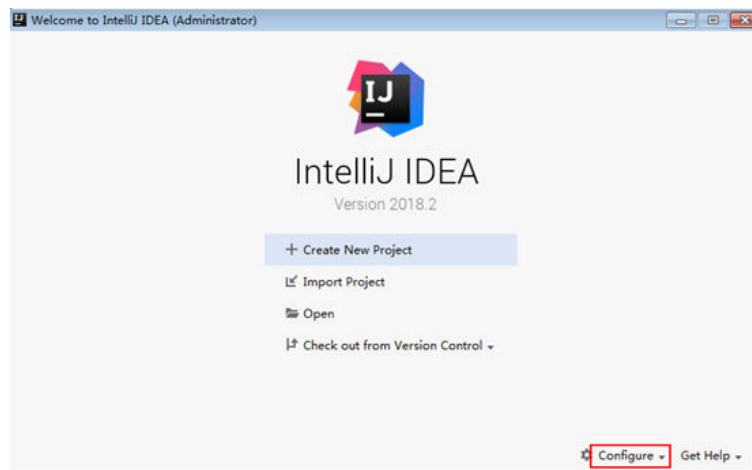 Welcome to IntelliJ IDEA (Administrator)
IJ
IntelliJ IDEA
Version 2018.2
Create New Project
Import Project
Open
Check out from Version Control
Configure Get Help